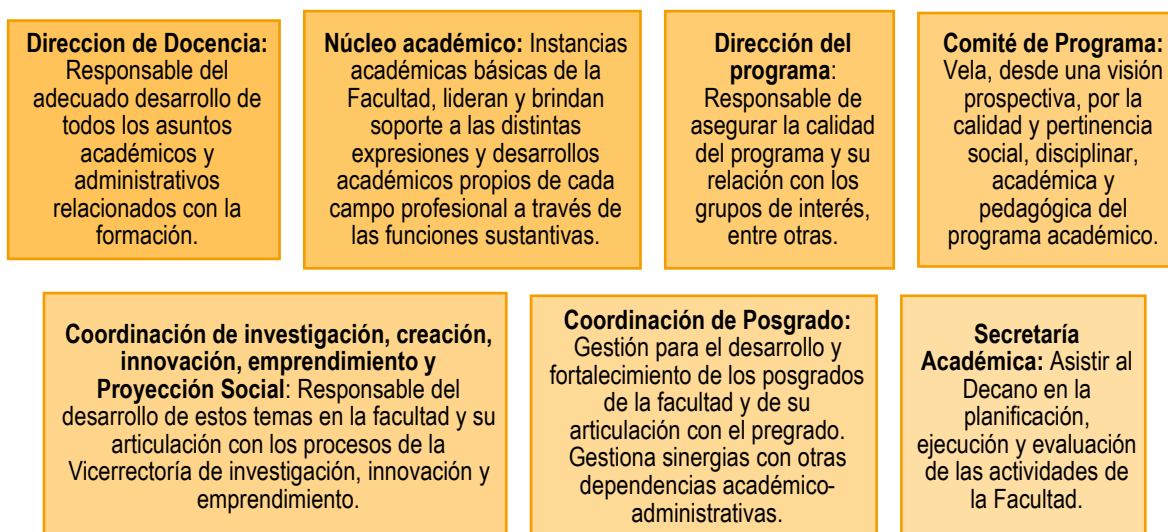 Direccion de Docencia:
Responsable del
adecuado desarrollo de
todos los asuntos
académicos y
administrativos
relacionados con la
formación.
Núcleo académico: Instancias
académicas básicas de la
Facultad, lideran y brindan
soporte a las distintas
expresiones y desarrollos
académicos propios de cada
campo profesional a través de
las funciones sustantivas.
Dirección del
programa:
Responsable de
asegurar la calidad
del programa y su
relación con los
grupos de interés,
entre otras.
Comité de Programa:
Vela, desde una visión
prospectiva, por la
calidad y pertinencia
social, disciplinar,
académica y
pedagógica del
programa académico.
Coordinación de investigación, creación,
innovación, emprendimiento y
Proyección Social: Responsable del
desarrollo de estos temas en la facultad y su
articulación con los procesos de la
Vicerrectoría de investigación, innovación y
emprendimiento.
Coordinación de Posgrado:
Gestión para el desarrollo y
fortalecimiento de los posgrados
de la facultad y de su
articulación con el pregrado.
Gestiona sinergias con otras
dependencias académico-
administrativas.
Secretaría
Académica: Asistir al
Decano en la
planificación,
ejecución y evaluación
de las actividades de
la Facultad.